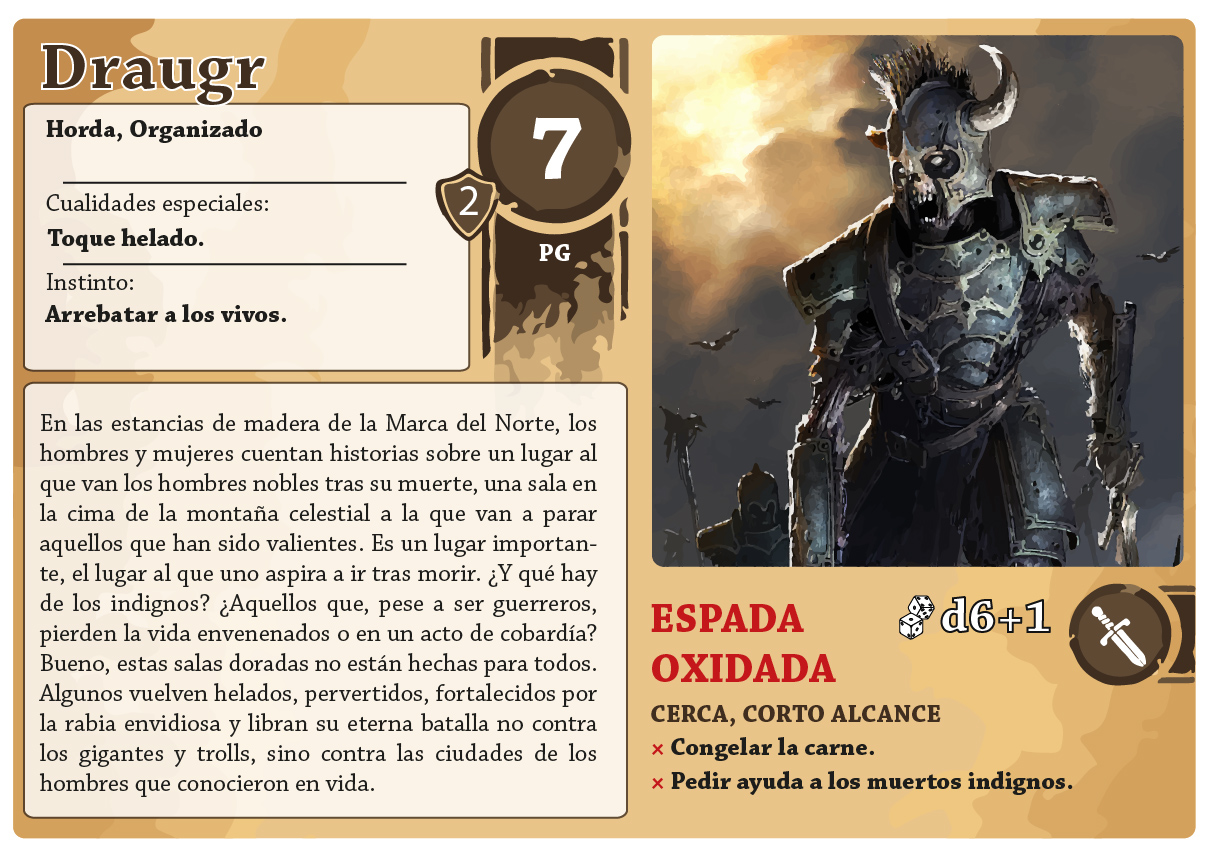 Draugr
Horda, Organizado
Cualidades especiales:
Toque helado.
Instinto:
Arrebatar a los vivos.
2
7
PG
En las estancias de madera de la Marca del Norte, los
hombres y mujeres cuentan historias sobre un lugar al
que van los hombres nobles tras su muerte, una sala en
la cima de la montaña celestial a la que van a parar
aquellos que han sido valientes. Es un lugar importan-
te, el lugar al que uno aspira a ir tras morir. ¿Y qué hay
de los indignos? ¿Aquellos que, pese a ser guerreros,
pierden la vida envenenados o en un acto de cobardía?
Bueno, estas salas doradas no están hechas para todos.
Algunos vuelven helados, pervertidos, fortalecidos por
la rabia envidiosa y libran su eterna batalla no contra
los gigantes y trolls, sino contra las ciudades de los
hombres que conocieron en vida.
ESPADA
OXIDADA
d6+1
CERCA, CORTO ALCANCE
× Congelar la carne.
× Pedir ayuda a los muertos indignos.